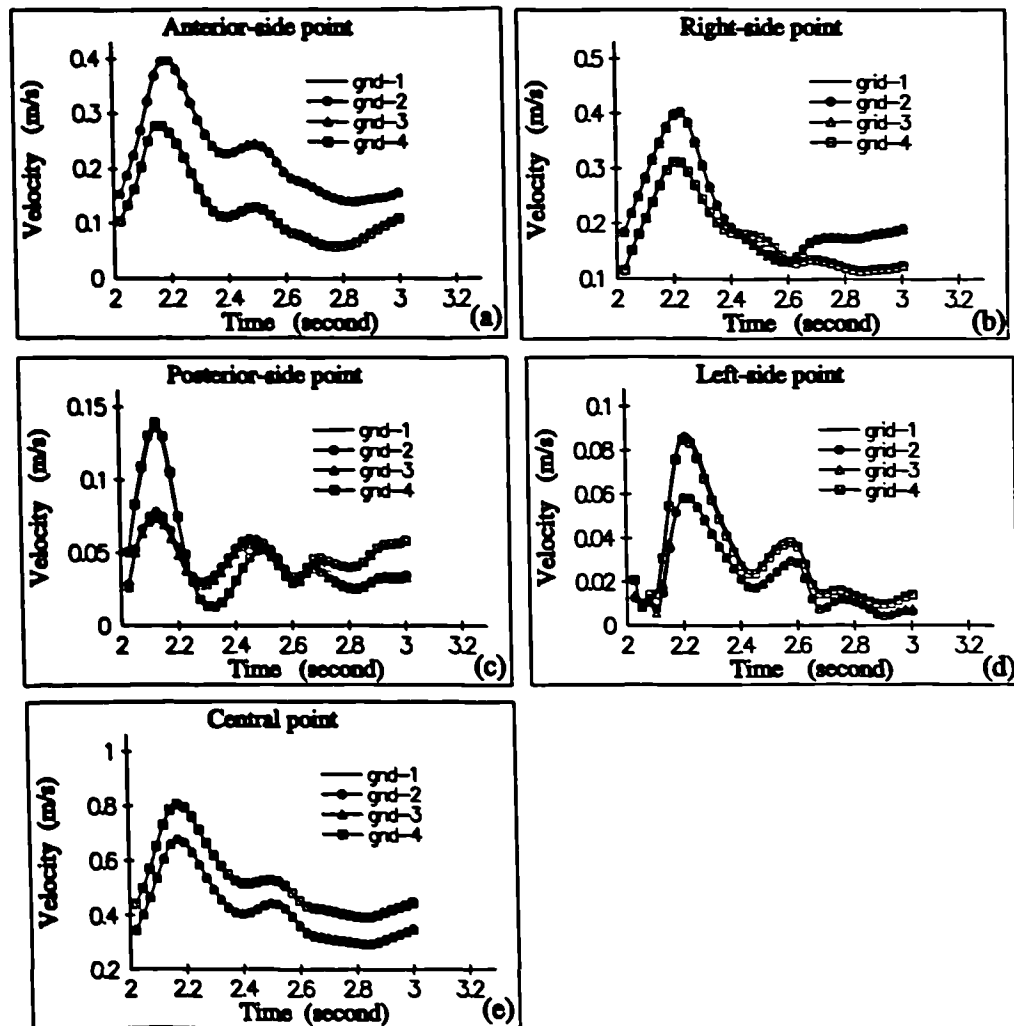 Anterior-side point
Velocity (m/s)
0.4
0.3
0.2
0.1
0
grid-1
grid-2
grid-3
grid-4
2 2.2 2.4 2.6 2.8 3 3.2
Time (second)
(a)
Right-side point
Velocity (m/s)
0.5
0.4
0.3
0.2
0.1
grid-1
grid-2
grid-3
grid-4
2 2.2 2.4 2.6 2.8 3 3.2
Time (second)
(b)
Posterior-side point
Velocity (m/s)
0.15
0.1
0.05
0
grid-1
grid-2
grid-3
grid-4
2 2.2 2.4 2.6 2.8 3 3.2
Time (second)
(c)
Left-side point
Velocity (m/s)
0.1
0.08
0.06
0.04
0.02
0
grid-1
grid-2
grid-3
grid-4
2 2.2 2.4 2.6 2.8 3 3.2
Time (second)
(d)
Central point
Velocity (m/s)
1
0.8
0.6
0.4
0.2
grid-1
grid-2
grid-3
grid-4
2 2.2 2.4 2.6 2.8 3 3.2
Time (second)
(e)